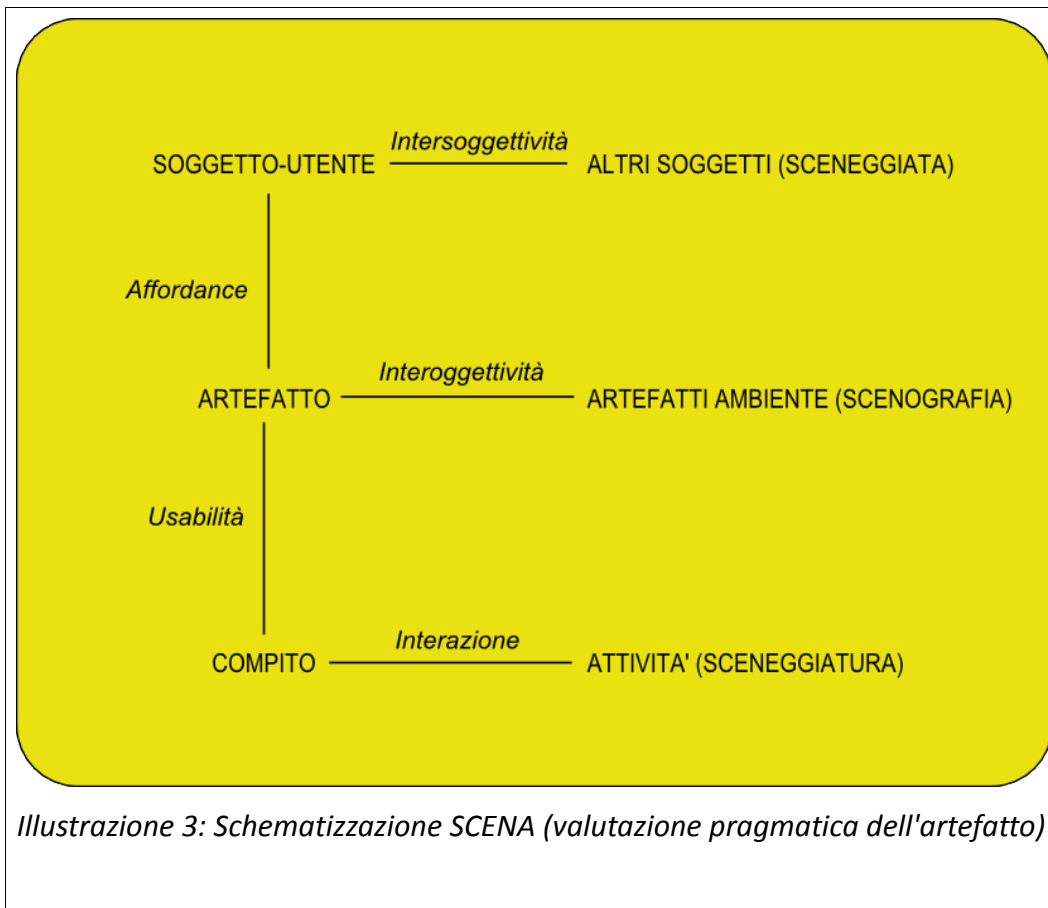 Intersoggettività
SOGGETTO-UTENTE ALTRI SOGGETTI (SCENEGGIATA)
Affordance
Interoggettività
ARTEFATTO ARTEFATTI AMBIENTE (SCENOGRAFIA)
Usabilità
Interazione
COMPITO ATTIVITA' (SCENEGGIATURA)
Illustrazione 3: Schematizzazione SCENA (valutazione pragmatica dell'artefatto)